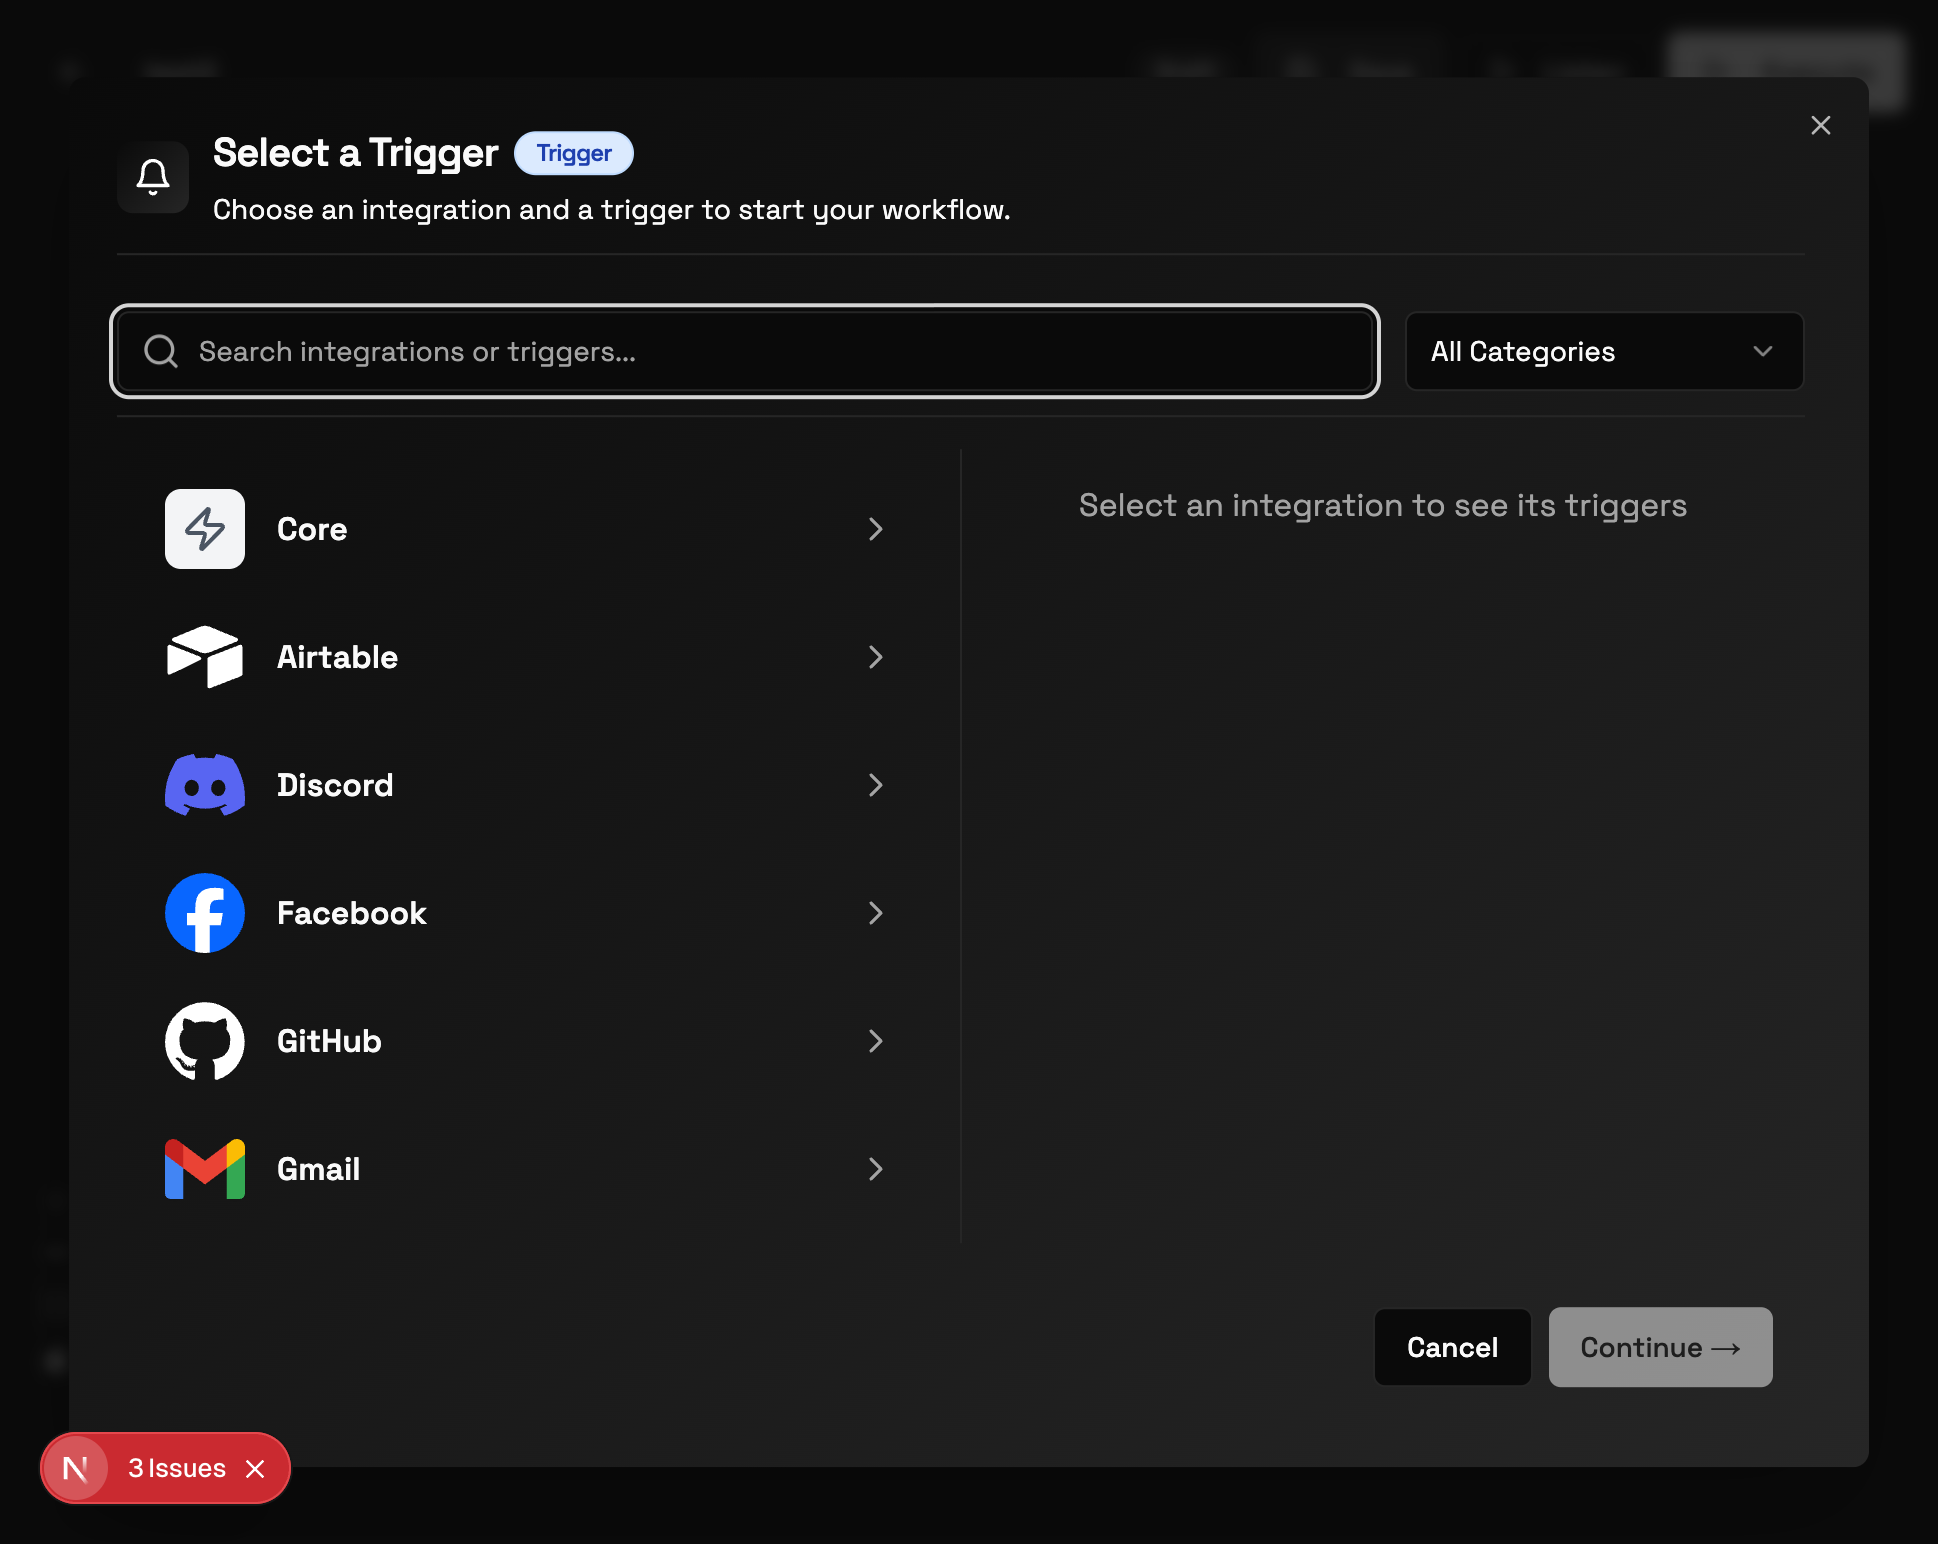 Select a Trigger
Trigger
Choose an integration and a trigger to start your workflow.
Search integrations or triggers...
All Categories
Core
Select an integration to see its triggers
Airtable
Discord
Facebook
GitHub
Gmail
Cancel
Continue →
N 3 Issues